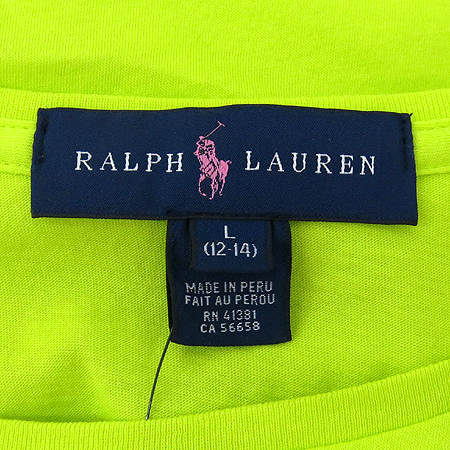 RALPH LAUREN
L
(12-14)
MADE IN PERU
FAIT AU PEROU
RN 41381
CA 56658